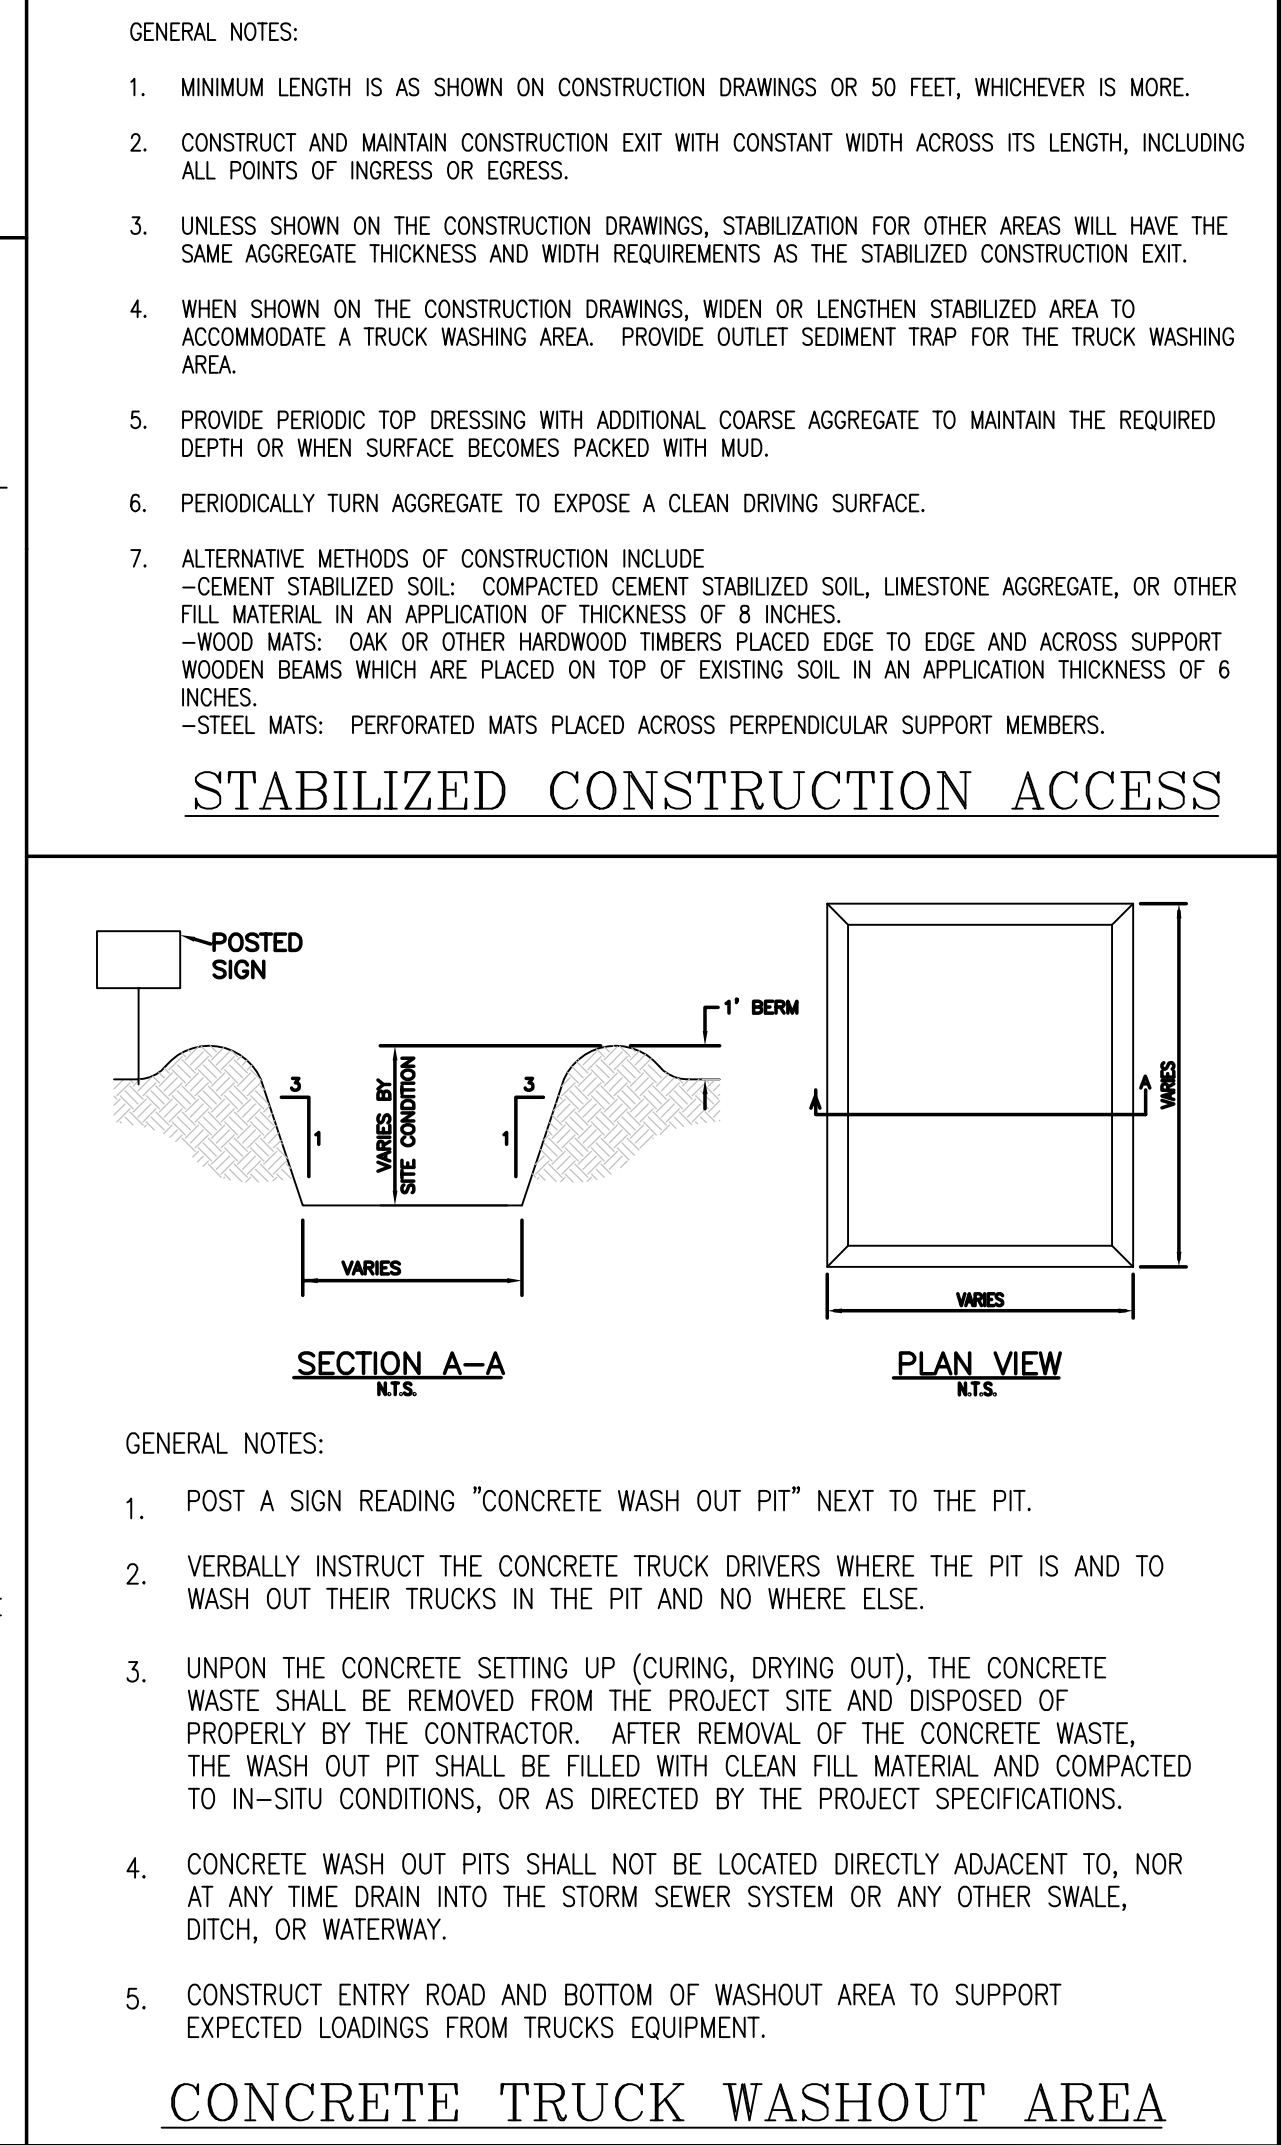 GENERAL NOTES:
1. MINIMUM LENGTH IS AS SHOWN ON CONSTRUCTION DRAWINGS OR 50 FEET, WHICHEVER IS MORE.
2. CONSTRUCT AND MAINTAIN CONSTRUCTION EXIT WITH CONSTANT WIDTH ACROSS ITS LENGTH, INCLUDING
ALL POINTS OF INGRESS OR EGRESS.
3. UNLESS SHOWN ON THE CONSTRUCTION DRAWINGS, STABILIZATION FOR OTHER AREAS WILL HAVE THE
SAME AGGREGATE THICKNESS AND WIDTH REQUIREMENTS AS THE STABILIZED CONSTRUCTION EXIT.
4. WHEN SHOWN ON THE CONSTRUCTION DRAWINGS, WIDEN OR LENGTHEN STABILIZED AREA TO
ACCOMMODATE A TRUCK WASHING AREA. PROVIDE OUTLET SEDIMENT TRAP FOR THE TRUCK WASHING
AREA.
5. PROVIDE PERIODIC TOP DRESSING WITH ADDITIONAL COARSE AGGREGATE TO MAINTAIN THE REQUIRED
DEPTH OR WHEN SURFACE BECOMES PACKED WITH MUD.
6. PERIODICALLY TURN AGGREGATE TO EXPOSE A CLEAN DRIVING SURFACE.
7. ALTERNATIVE METHODS OF CONSTRUCTION INCLUDE
-CEMENT STABILIZED SOIL: COMPACTED CEMENT STABILIZED SOIL, LIMESTONE AGGREGATE, OR OTHER
FILL MATERIAL IN AN APPLICATION OF THICKNESS OF 8 INCHES.
-WOOD MATS: OAK OR OTHER HARDWOOD TIMBERS PLACED EDGE TO EDGE AND ACROSS SUPPORT
WOODEN BEAMS WHICH ARE PLACED ON TOP OF EXISTING SOIL IN AN APPLICATION THICKNESS OF 6
INCHES.
-STEEL MATS: PERFORATED MATS PLACED ACROSS PERPENDICULAR SUPPORT MEMBERS.
STABILIZED CONSTRUCTION ACCESS
POSTED
SIGN
1' BERM
3
1
VARIES BY
SITE CONDITION
3
1
VARIES
SECTION A-A
N.T.S.
A
A
VARIES
VARIES
PLAN VIEW
N.T.S.
GENERAL NOTES:
1. POST A SIGN READING "CONCRETE WASH OUT PIT" NEXT TO THE PIT.
2. VERBALLY INSTRUCT THE CONCRETE TRUCK DRIVERS WHERE THE PIT IS AND TO
WASH OUT THEIR TRUCKS IN THE PIT AND NO WHERE ELSE.
3. UNPON THE CONCRETE SETTING UP (CURING, DRYING OUT), THE CONCRETE
WASTE SHALL BE REMOVED FROM THE PROJECT SITE AND DISPOSED OF
PROPERLY BY THE CONTRACTOR. AFTER REMOVAL OF THE CONCRETE WASTE,
THE WASH OUT PIT SHALL BE FILLED WITH CLEAN FILL MATERIAL AND COMPACTED
TO IN-SITU CONDITIONS, OR AS DIRECTED BY THE PROJECT SPECIFICATIONS.
4. CONCRETE WASH OUT PITS SHALL NOT BE LOCATED DIRECTLY ADJACENT TO, NOR
AT ANY TIME DRAIN INTO THE STORM SEWER SYSTEM OR ANY OTHER SWALE,
DITCH, OR WATERWAY.
5. CONSTRUCT ENTRY ROAD AND BOTTOM OF WASHOUT AREA TO SUPPORT
EXPECTED LOADINGS FROM TRUCKS EQUIPMENT.
CONCRETE TRUCK WASHOUT AREA